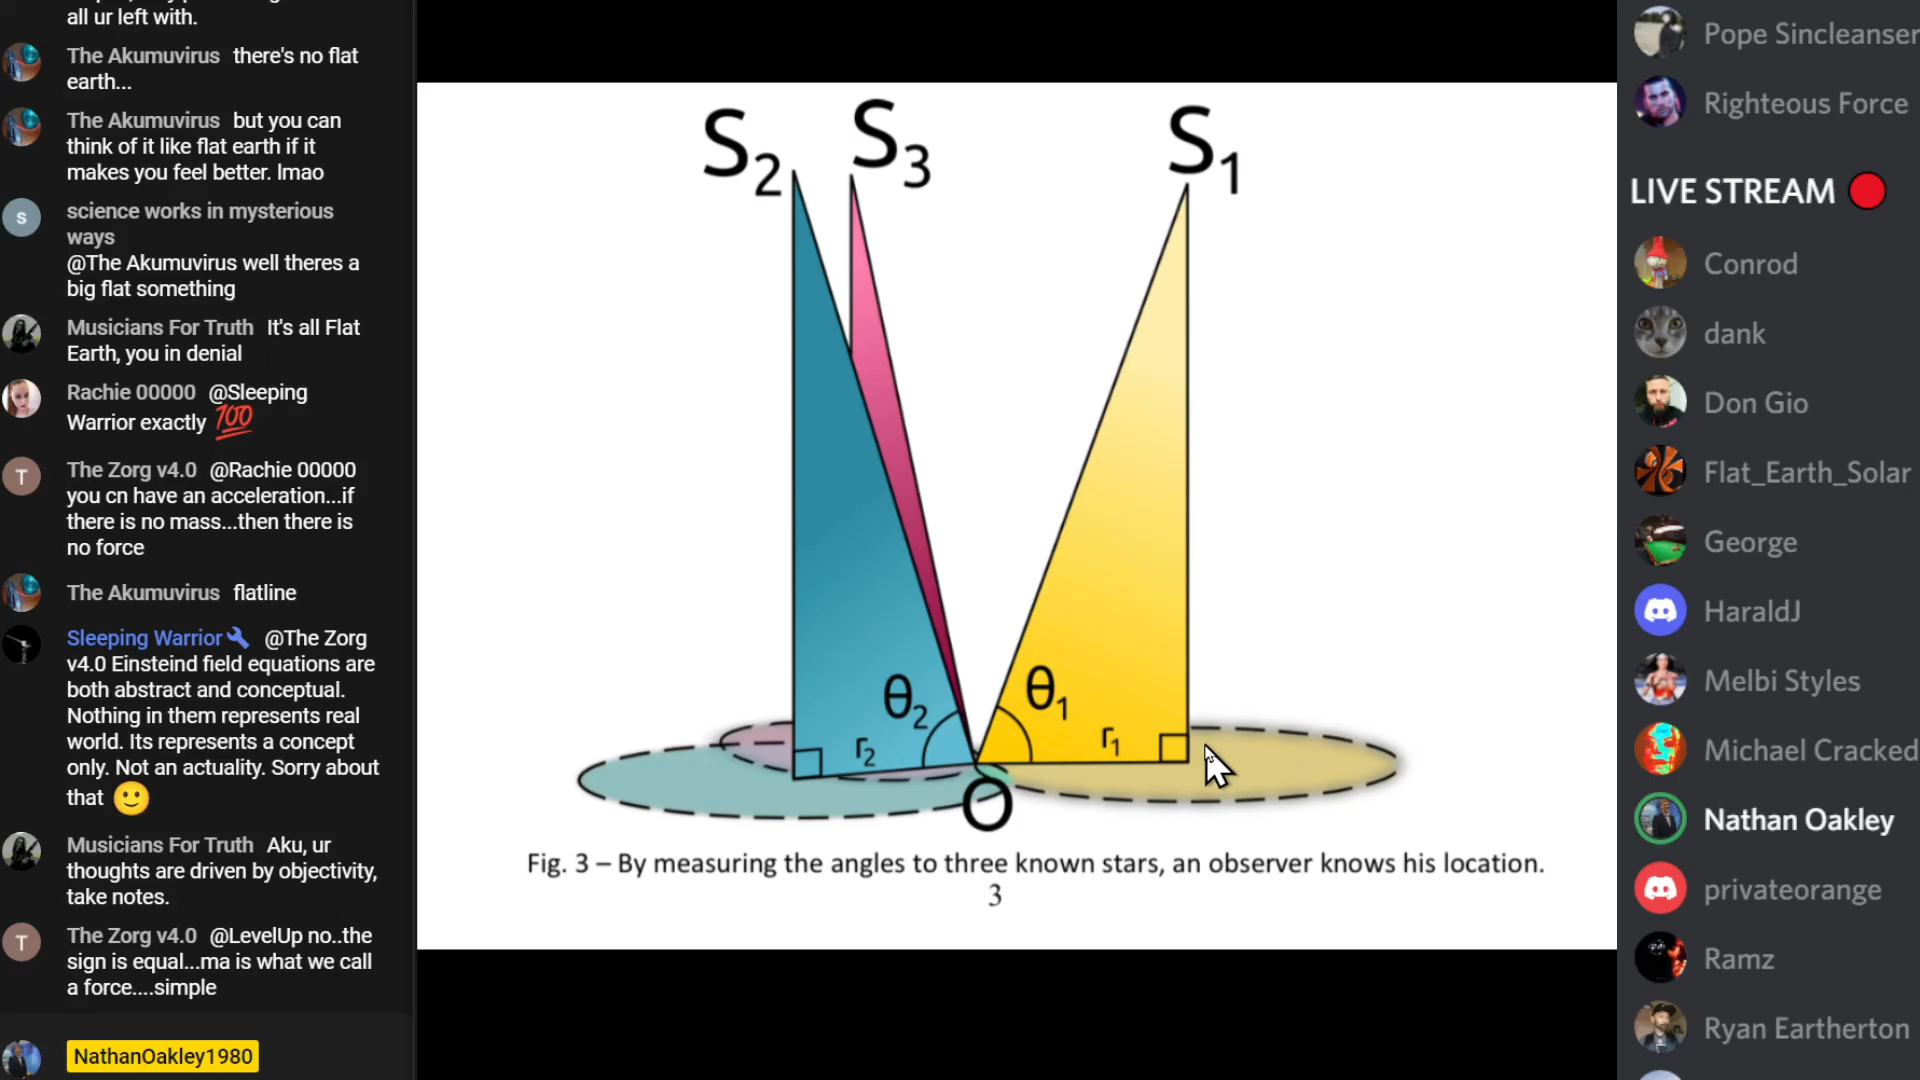 all ur left with.
The Akumuvirus there's no flat
earth...
The Akumuvirus but you can
think of it like flat earth if it
makes you feel better. lmao
s
science works in mysterious
ways
@The Akumuvirus well theres a
big flat something
Musicians For Truth It's all Flat
Earth, you in denial
Rachie 00000 @Sleeping
Warrior exactly 100
T
The Zorg v4.0 @Rachie 00000
you cn have an acceleration...if
there is no mass...then there is
no force
The Akumuvirus flatline
Sleeping Warrior @The Zorg
v4.0 Einsteind field equations are
both abstract and conceptual.
Nothing in them represents real
world. Its represents a concept
only. Not an actuality. Sorry about
that
Musicians For Truth Aku, ur
thoughts are driven by objectivity,
take notes.
T
The Zorg v4.0 @LevelUp no..the
sign is equal...ma is what we call
a force....simple
NathanOakley1980
S2 S3 S1
θ2 θ1
r2 r1
O
Fig. 3 – By measuring the angles to three known stars, an observer knows his location.
3
Pope Sincleanser
Righteous Force
LIVE STREAM
Conrod
dank
Don Gio
Flat_Earth_Solar
George
HaraldJ
Melbi Styles
Michael Cracked
Nathan Oakley
privateorange
Ramz
Ryan Eartherton